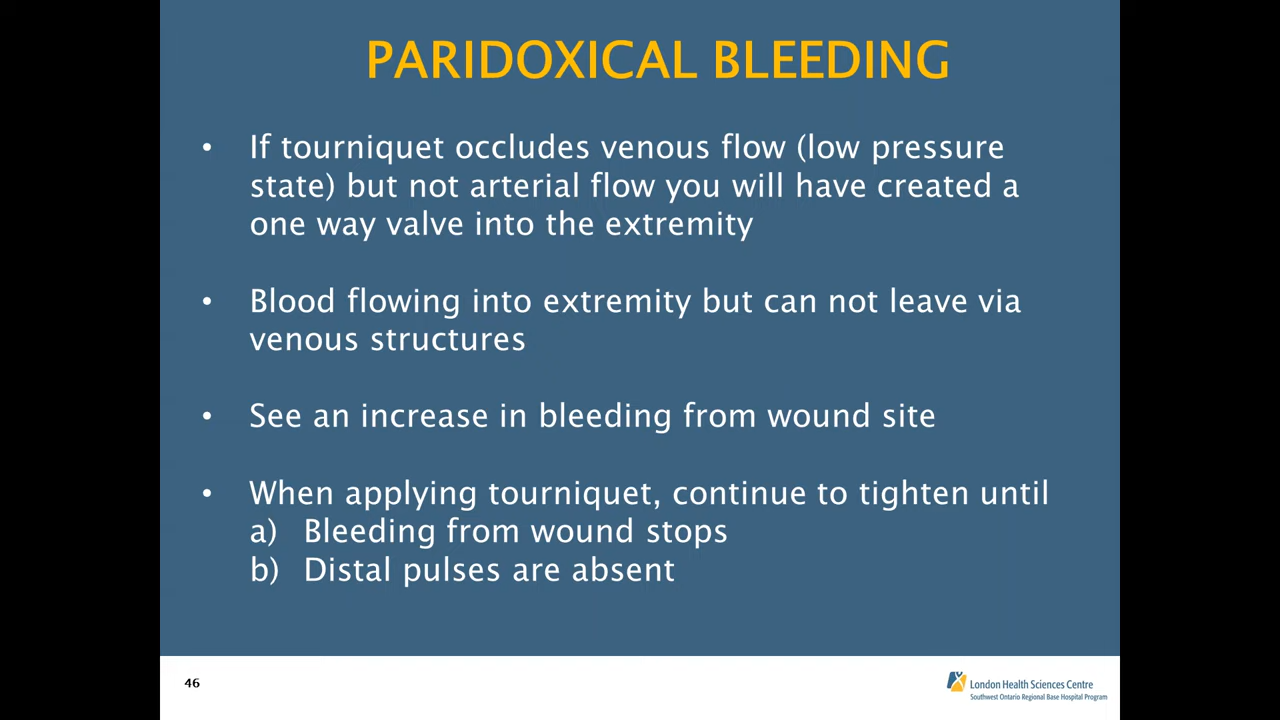 PARIDOXICAL BLEEDING
• If tourniquet occludes venous flow (low pressure
state) but not arterial flow you will have created a
one way valve into the extremity
• Blood flowing into extremity but can not leave via
venous structures
• See an increase in bleeding from wound site
• When applying tourniquet, continue to tighten until
a) Bleeding from wound stops
b) Distal pulses are absent
46
London Health Sciences Centre
Southwest Ontario Regional Base Hospital Program